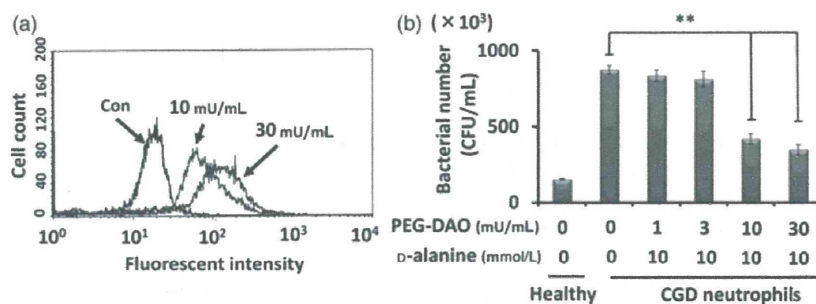 (a)
Cell count
200
160
120
80
40
0
Con
10 mU/mL
30 mU/mL
10⁰ 10¹ 10² 10³ 10⁴
Fluorescent intensity
(b) (×10³)
Bacterial number
(CFU/mL)
1000
500
0
**
PEG-DAO (mU/mL) 0 0 1 3 10 30
D-alanine (mmol/L) 0 0 10 10 10 10
Healthy CGD neutrophils